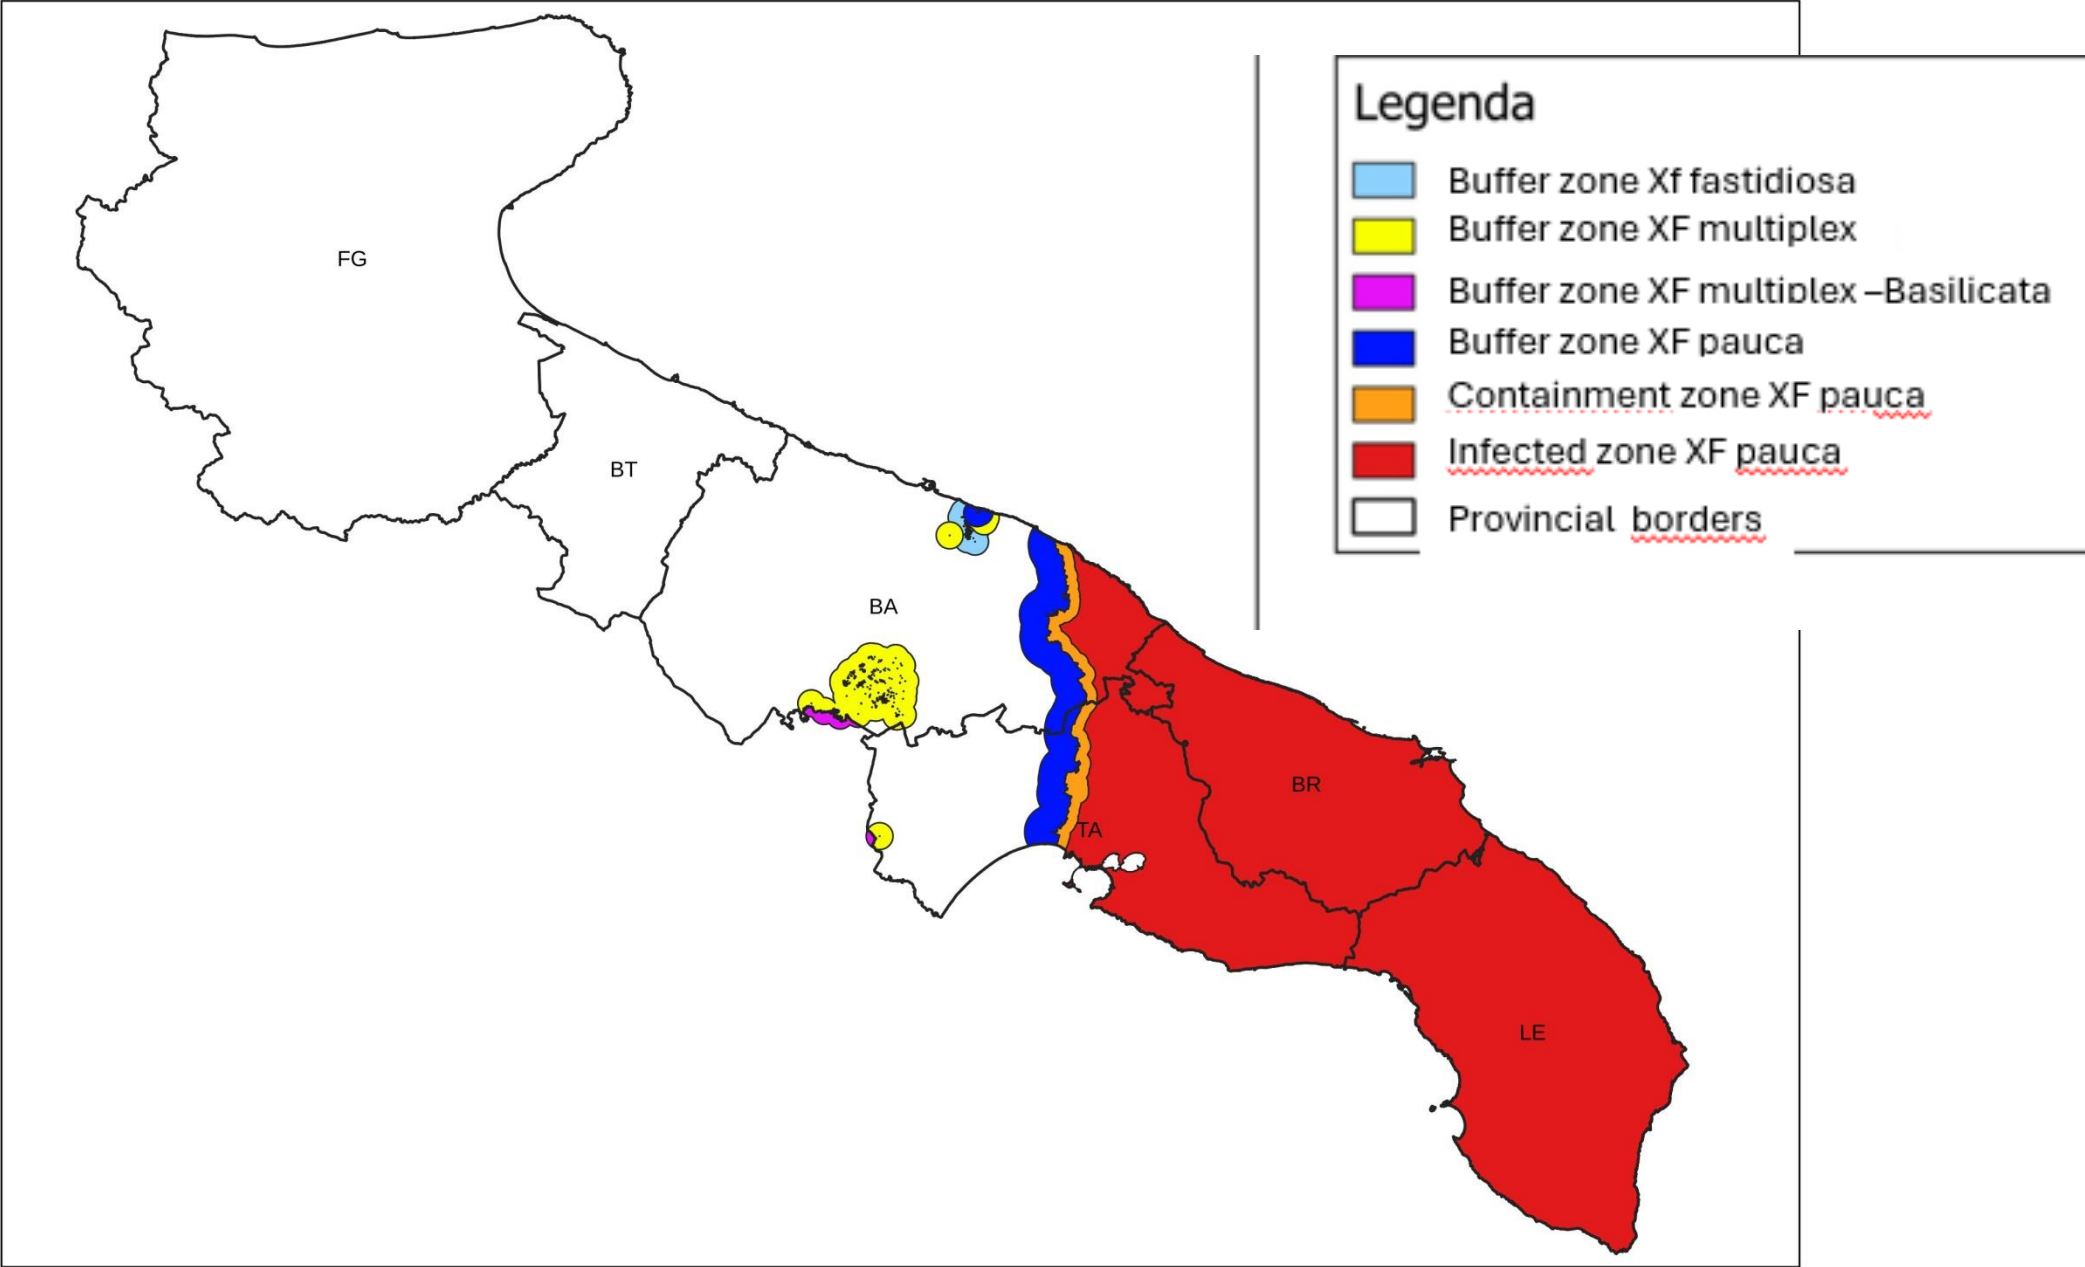 Legenda
Buffer zone Xf fastidiosa
Buffer zone XF multiplex
Buffer zone XF multiplex –Basilicata
Buffer zone XF pauca
Containment zone XF pauca
Infected zone XF pauca
Provincial borders
FG
BT
BA
BR
TA
LE